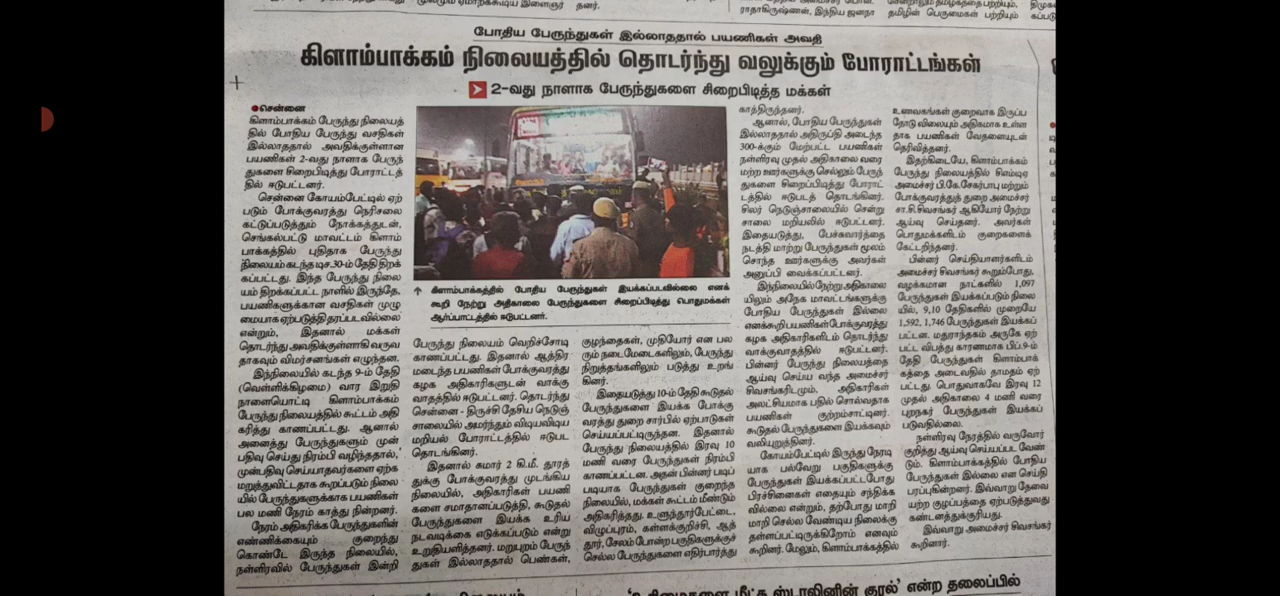 போதிய பேருந்துகள் இல்லாததால் பயணிகள் அவதி
கிளாம்பாக்கம் நிலையத்தில் தொடர்ந்து வலுக்கும் போராட்டங்கள்
2-வது நாளாக பேருந்துகளை சிறைபிடித்த மக்கள்
சென்னை
கிளாம்பாக்கம் பேருந்து நிலையத்
தில் போதிய பேருந்து வசதிகள்
இல்லாததால் அவதிக்குள்ளான
பயணிகள் 2-வது நாளாக பேருந்
துகளை சிறைபிடித்து போராட்டத்
தில் ஈடுபட்டனர்.
சென்னை கோயம்பேட்டில் ஏற்
படும் போக்குவரத்து நெரிசலை
கட்டுப்படுத்தும் நோக்கத்துடன்,
செங்கல்பட்டு மாவட்டம் கிளாம்
பாக்கத்தில் புதிதாக பேருந்து
நிலையம் கடந்த டிச.30-ம் தேதி திறக்
கப்பட்டது. இந்த பேருந்து நிலை
யம் திறக்கப்பட்ட நாளில் இருந்தே,
பயணிகளுக்கான வசதிகள் முழு
மையாக ஏற்படுத்தி தரப்படவில்லை
என்றும், இதனால் மக்கள்
தொடர்ந்து அவதிக்குள்ளாகி வருவ
தாகவும் விமர்சனங்கள் எழுந்தன.
இந்நிலையில் கடந்த 9-ம் தேதி
(வெள்ளிக்கிழமை) வார இறுதி
நாளையொட்டி கிளாம்பாக்கம்
பேருந்து நிலையத்தில் கூட்டம் அதி
கரித்து காணப்பட்டது. ஆனால்
அனைத்து பேருந்துகளும் முன்
பதிவு செய்து நிரம்பி வழிந்ததால்,
முன்பதிவு செய்யாதவர்களை ஏற்க
மறுத்துவிட்டதாக கூறப்படும் நிலை
யில் பேருந்துகளுக்காக பயணிகள்
பல மணி நேரம் காத்து நின்றனர்.
நேரம் அதிகரிக்க பேருந்துகளின்
எண்ணிக்கையும் குறைந்து
கொண்டே இருந்த நிலையில்,
நள்ளிரவில் பேருந்துகள் இன்றி
கிளாம்பாக்கத்தில் போதிய பேருந்துகள் இயக்கப்படவில்லை எனக்
கூறி நேற்று அதிகாலை பேருந்துகளை சிறைபிடித்து பொதுமக்கள்
ஆர்ப்பாட்டத்தில் ஈடுபட்டனர்.
பேருந்து நிலையம் வெறிச்சோடி
காணப்பட்டது. இதனால் ஆத்திர
மடைந்த பயணிகள் போக்குவரத்து
கழக அதிகாரிகளுடன் வாக்கு
வாதத்தில் ஈடுபட்டனர். தொடர்ந்து
சென்னை - திருச்சி தேசிய நெடுஞ்
சாலையில் அமர்ந்தும் விடியவிடிய
மறியல் போராட்டத்தில் ஈடுபட
தொடங்கினர்.
இதனால் சுமார் 2 கி.மீ. தூரத்
துக்கு போக்குவரத்து முடங்கிய
நிலையில், அதிகாரிகள் பயணி
களை சமாதானப்படுத்தி, கூடுதல்
பேருந்துகளை இயக்க உரிய
நடவடிக்கை எடுக்கப்படும் என்று
உறுதியளித்தனர். மறுபுறம் பேருந்
துகள் இல்லாததால் பெண்கள்,
குழந்தைகள், முதியோர் என பல
ரும் நடைமேடைகளிலும், பேருந்து
நிறுத்தங்களிலும் படுத்து உறங்
கினர்.
இதையடுத்து 10-ம் தேதி கூடுதல்
பேருந்துகளை இயக்க போக்கு
வரத்து துறை சார்பில் ஏற்பாடுகள்
செய்யப்பட்டிருந்தன. இதனால்
பேருந்து நிலையத்தில் இரவு 10
மணி வரை பேருந்துகள் நிரம்பி
காணப்பட்டன. அதன் பின்னர் படிப்
படியாக பேருந்துகள் குறைந்த
நிலையில், மக்கள் கூட்டம் மீண்டும்
அதிகரித்தது. உளுந்தூர்பேட்டை,
விழுப்புரம், கள்ளக்குறிச்சி, ஆத்
தூர், சேலம் போன்ற பகுதிகளுக்குச்
செல்ல பேருந்துகளை எதிர்பார்த்து
காத்திருந்தனர்.
ஆனால், போதிய பேருந்துகள்
இல்லாததால் அதிருப்தி அடைந்த
300-க்கும் மேற்பட்ட பயணிகள்
நள்ளிரவு முதல் அதிகாலை வரை
மற்ற ஊர்களுக்கு செல்லும் பேருந்
துகளை சிறைப்பிடித்து போராட்
டத்தில் ஈடுபடத் தொடங்கினர்.
சிலர் நெடுஞ்சாலையில் சென்று
சாலை மறியலில் ஈடுபட்டனர்.
இதையடுத்து, பேச்சுவார்த்தை
நடத்தி மாற்று பேருந்துகள் மூலம்
சொந்த ஊர்களுக்கு அவர்கள்
அனுப்பி வைக்கப்பட்டனர்.
இந்நிலையில் நேற்று அதிகாலை
யிலும் அநேக மாவட்டங்களுக்கு
போதிய பேருந்துகள் இல்லை
எனக்கூறி பயணிகள் போக்குவரத்து
கழக அதிகாரிகளிடம் தொடர்ந்து
வாக்குவாதத்தில் ஈடுபட்டனர்.
பின்னர் பேருந்து நிலையத்தை
ஆய்வு செய்ய வந்த அமைச்சர்
சிவசங்கரிடமும், அதிகாரிகள்
அலட்சியமாக பதில் சொல்வதாக
பயணிகள் குற்றம்சாட்டினர்.
கூடுதல் பேருந்துகளை இயக்கவும்
வலியுறுத்தினர்.
கோயம்பேட்டில் இருந்து நேரடி
யாக பல்வேறு பகுதிகளுக்கு
பேருந்துகள் இயக்கப்பட்டபோது
பிரச்சினைகள் எதையும் சந்திக்க
வில்லை என்றும், தற்போது மாறி
மாறி செல்ல வேண்டிய நிலைக்கு
தள்ளப்பட்டிருக்கிறோம் எனவும்
கூறினர். மேலும், கிளாம்பாக்கத்தில்
உணவகங்கள் குறைவாக இருப்ப
தோடு விலையும் அதிகமாக உள்ள
தாக பயணிகள் வேதனையுடன்
தெரிவித்தனர்.
இதற்கிடையே, கிளாம்பாக்கம்
பேருந்து நிலையத்தில் சிஎம்டிஏ
அமைச்சர் பி.கே.சேகர்பாபு மற்றும்
போக்குவரத்துத் துறை அமைச்சர்
சா.சி.சிவசங்கர் ஆகியோர் நேற்று
ஆய்வு செய்தனர். அவர்கள்
பொதுமக்களிடம் குறைகளைக்
கேட்டறிந்தனர்.
பின்னர் செய்தியாளர்களிடம்
அமைச்சர் சிவசங்கர் கூறும்போது,
வழக்கமான நாட்களில் 1,097
பேருந்துகள் இயக்கப்படும் நிலை
யில், 9,10 தேதிகளில் முறையே
1,592, 1,746 பேருந்துகள் இயக்கப்
பட்டன. மதுராந்தகம் அருகே ஏற்
பட்ட விபத்து காரணமாக பிப்.9-ம்
தேதி பேருந்துகள் கிளாம்பாக்
கத்தை அடைவதில் தாமதம் ஏற்
பட்டது. பொதுவாகவே இரவு 12
முதல் அதிகாலை 4 மணி வரை
புறநகர் பேருந்துகள் இயக்கப்
படுவதில்லை.
நள்ளிரவு நேரத்தில் வருவோர்
குறித்து ஆய்வு செய்யப்பட வேண்
டும். கிளாம்பாக்கத்தில் போதிய
பேருந்துகள் இல்லை என செய்தி
பரப்புகின்றனர். இவ்வாறு தேவை
யற்ற குழப்பத்தை ஏற்படுத்துவது
கண்டனத்துக்குரியது.
இவ்வாறு அமைச்சர் சிவசங்கர்
கூறினார்.
குரல்' என்ற தலைப்பில்